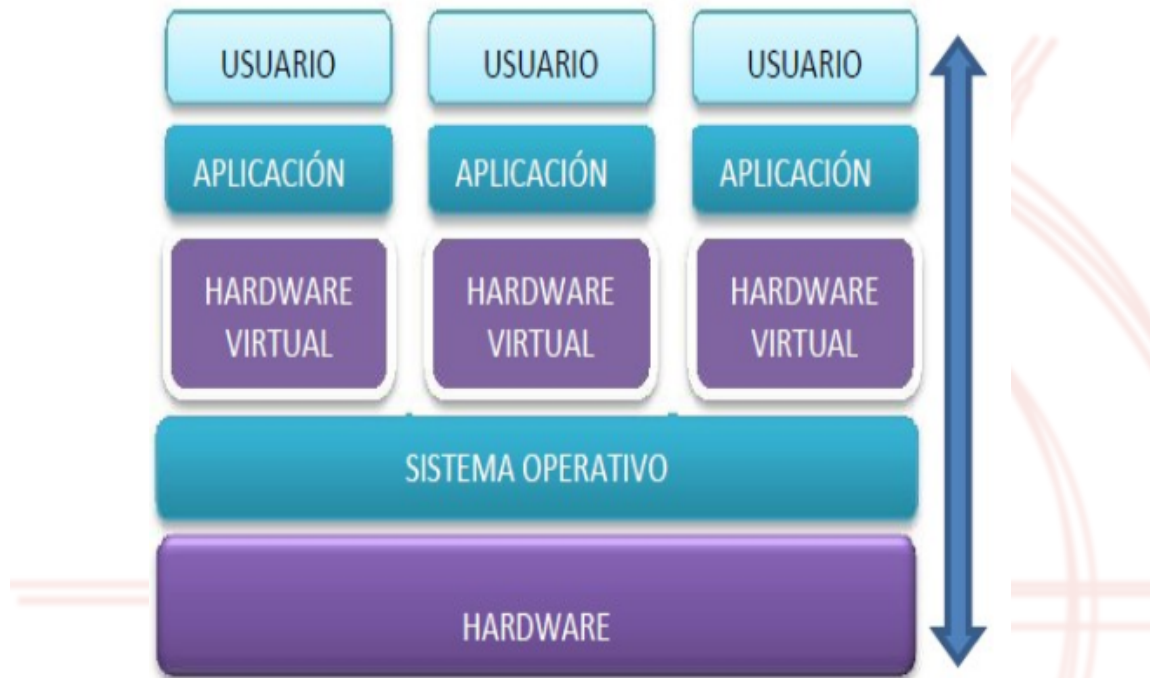 USUARIO
USUARIO
USUARIO
APLICACIÓN
APLICACIÓN
APLICACIÓN
HARDWARE
VIRTUAL
HARDWARE
VIRTUAL
HARDWARE
VIRTUAL
SISTEMA OPERATIVO
HARDWARE